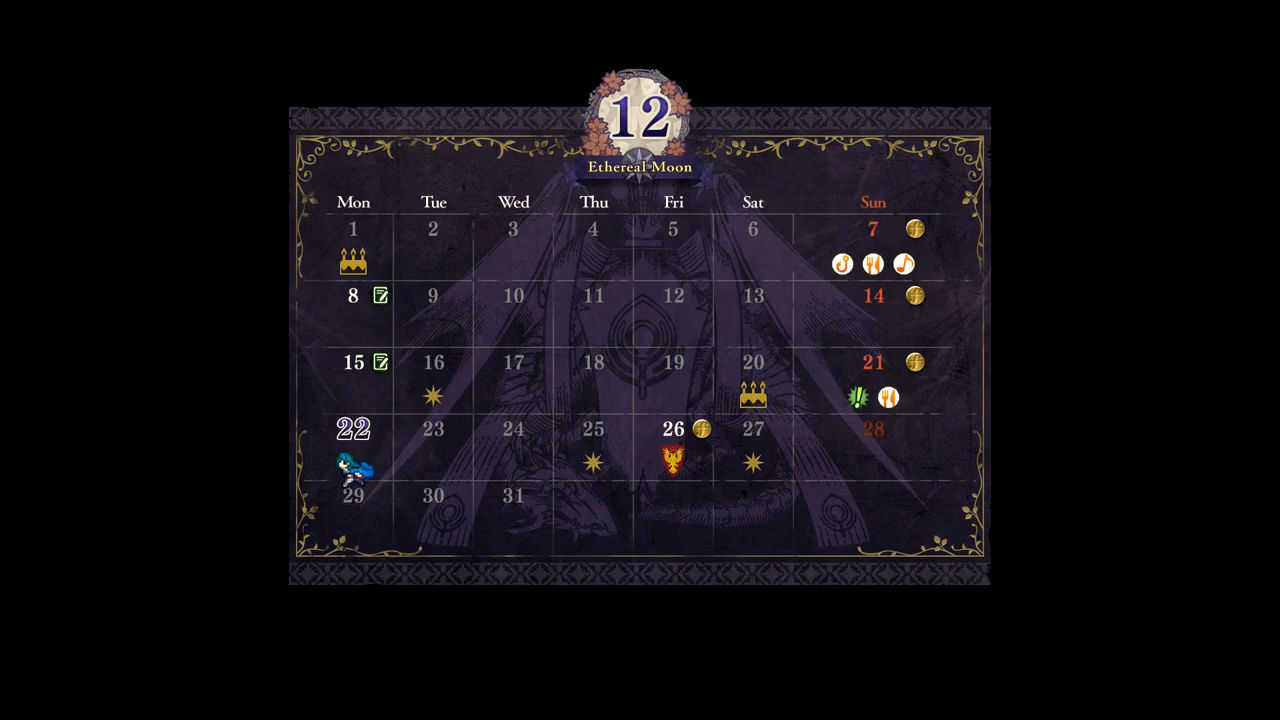 12
Ethereal Moon
Mon Tue Wed Thu Fri Sat Sun
1 2 3 4 5 6 7
8 9 10 11 12 13 14
15 16 17 18 19 20 21
22 23 24 25 26 27 28
29 30 31